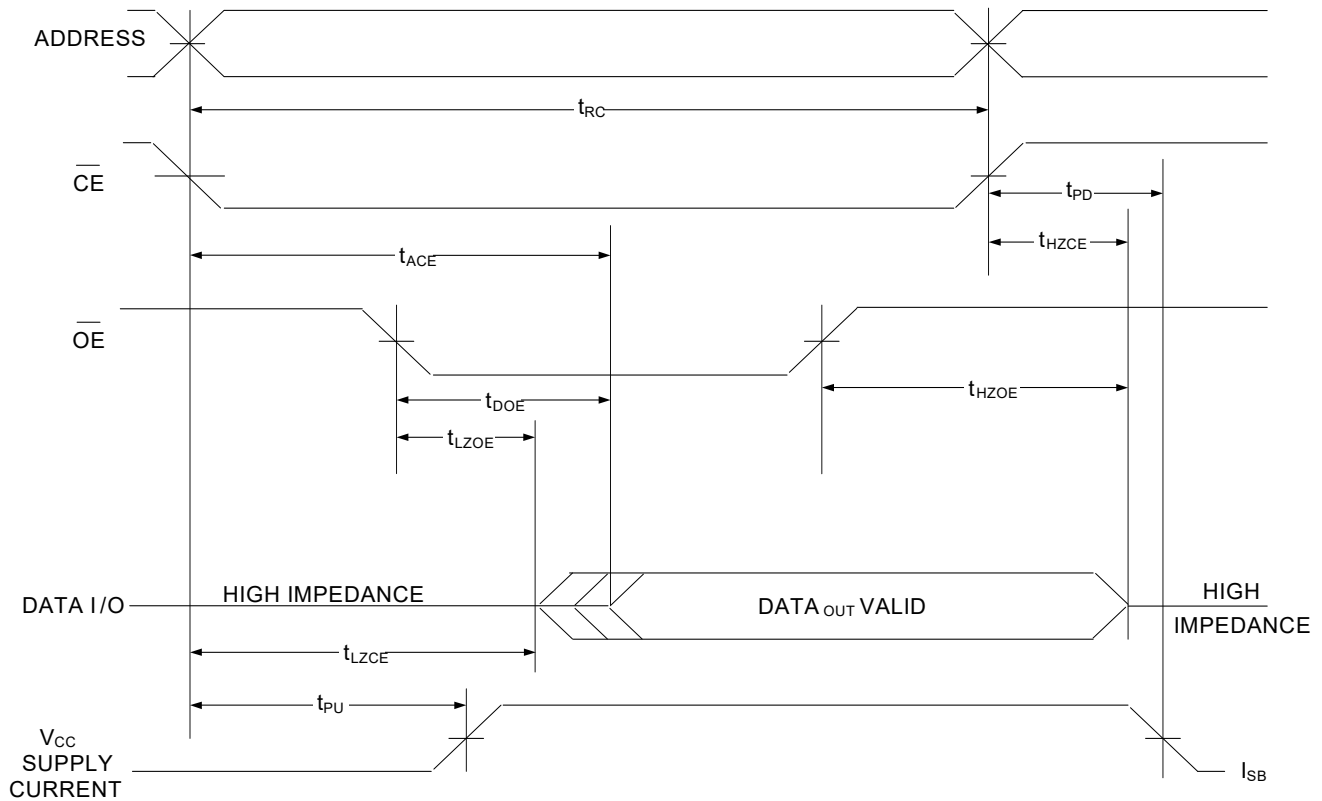 ADDRESS
tRC
CE
tPD
tHZCE
tACE
OE
tHZOE
tDOE
tLZOE
DATA I/O
HIGH IMPEDANCE
DATA OUT VALID
HIGH
IMPEDANCE
tLZCE
tPU
VCC
SUPPLY
CURRENT
ISB